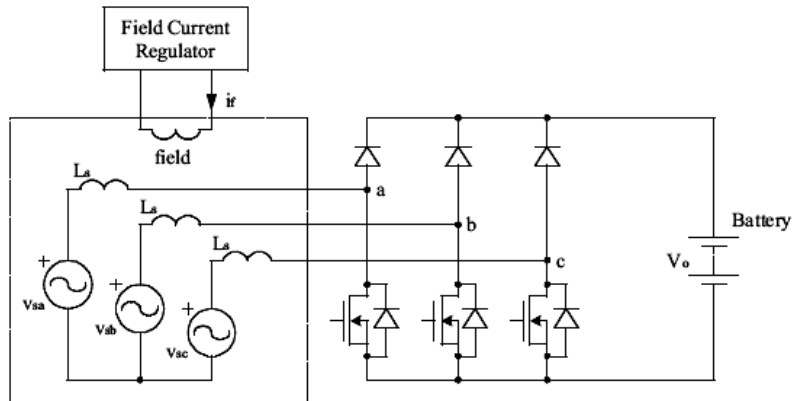 Field Current
Regulator
if
field
Ls
a
Ls
b
Battery
Ls
c
Vo
+
Vsa
+
Vsb
+
Vsc